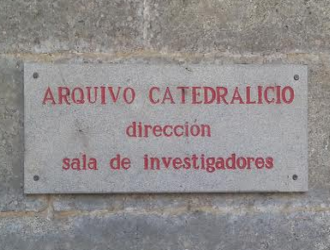 ARQUIVO CATEDRALICIO
dirección
sala de investigadores